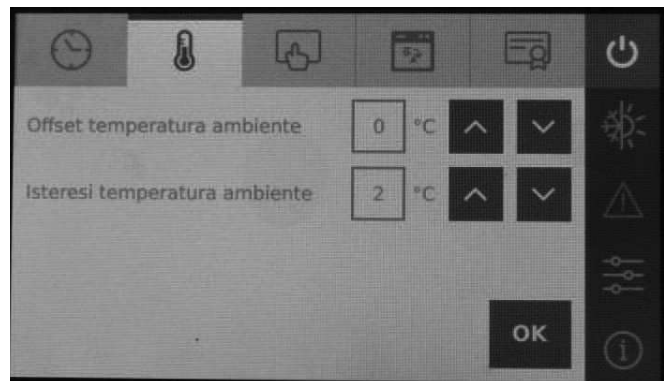 Offset temperatura ambiente 0 °C
Isteresi temperatura ambiente 2 °C
OK